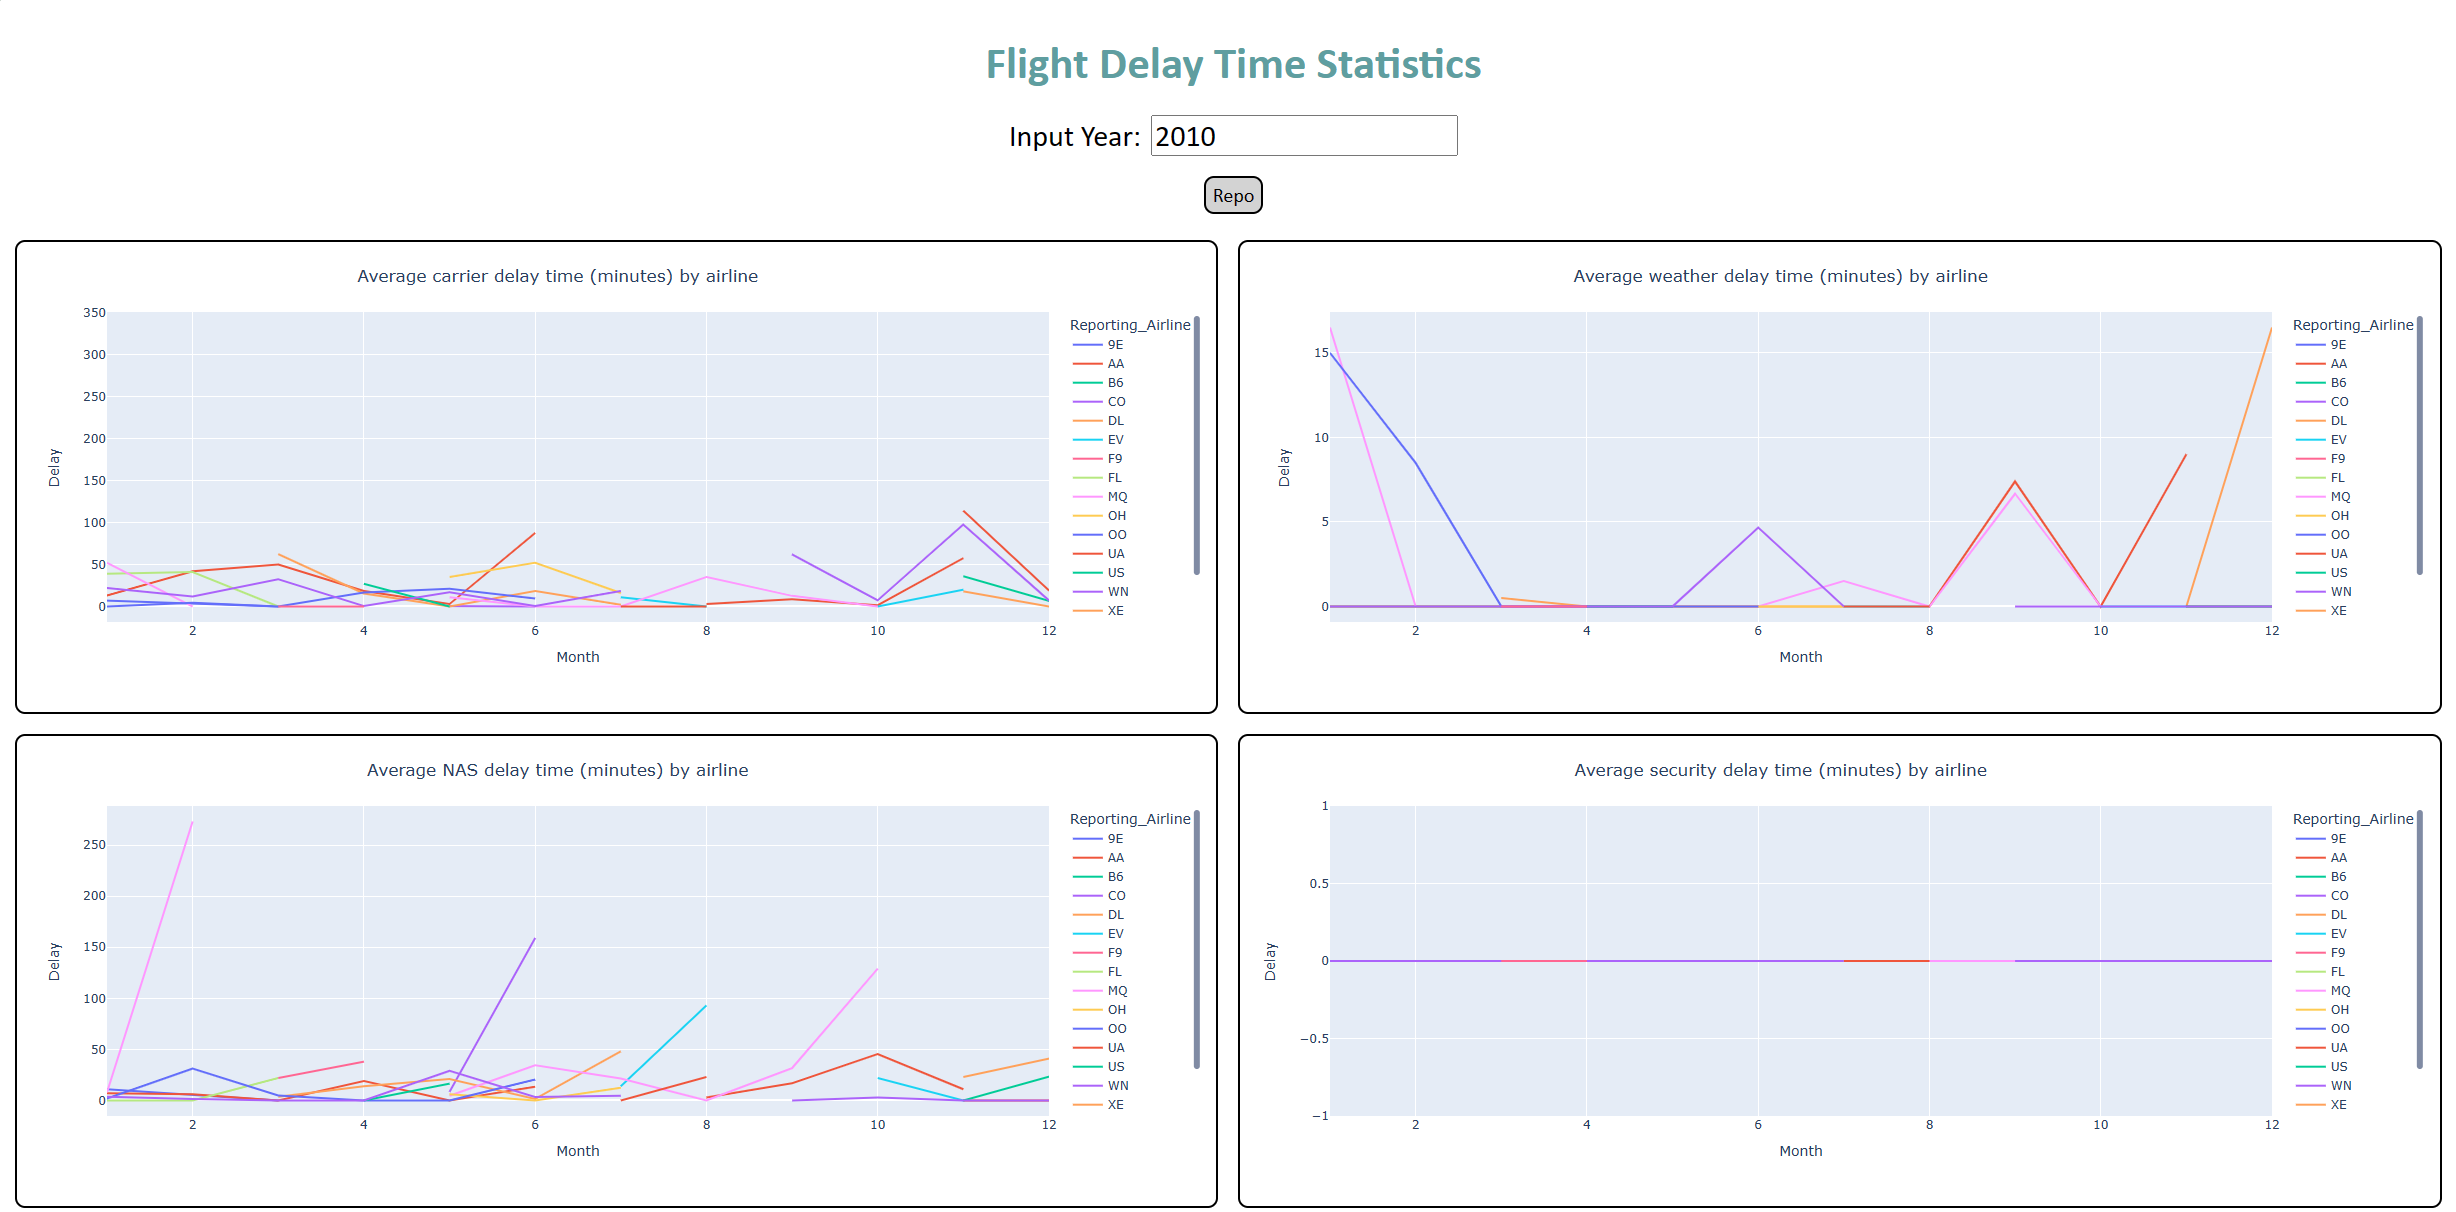 Flight Delay Time Statistics
Input Year: 2010
Repo
Average carrier delay time (minutes) by airline
350
300
250
200
150
100
50
0
Delay
2 4 6 8 10 12
Month
Reporting_Airline
9E
AA
B6
CO
DL
EV
F9
FL
MQ
OH
OO
UA
US
WN
XE
Average weather delay time (minutes) by airline
15
10
5
0
Delay
2 4 6 8 10 12
Month
Reporting_Airline
9E
AA
B6
CO
DL
EV
F9
FL
MQ
OH
OO
UA
US
WN
XE
Average NAS delay time (minutes) by airline
250
200
150
100
50
0
Delay
2 4 6 8 10 12
Month
Reporting_Airline
9E
AA
B6
CO
DL
EV
F9
FL
MQ
OH
OO
UA
US
WN
XE
Average security delay time (minutes) by airline
1
0.5
0
−0.5
−1
Delay
2 4 6 8 10 12
Month
Reporting_Airline
9E
AA
B6
CO
DL
EV
F9
FL
MQ
OH
OO
UA
US
WN
XE